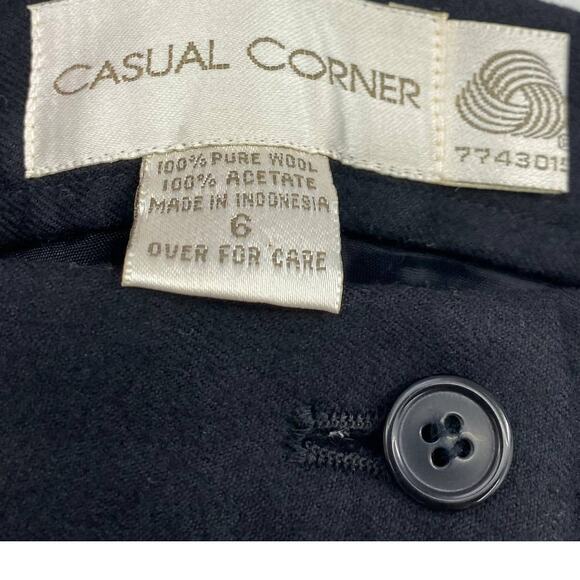 CASUAL CORNER
7743015
100% PURE WOOL
100% ACETATE
MADE IN INDONESIA
6
OVER FOR CARE